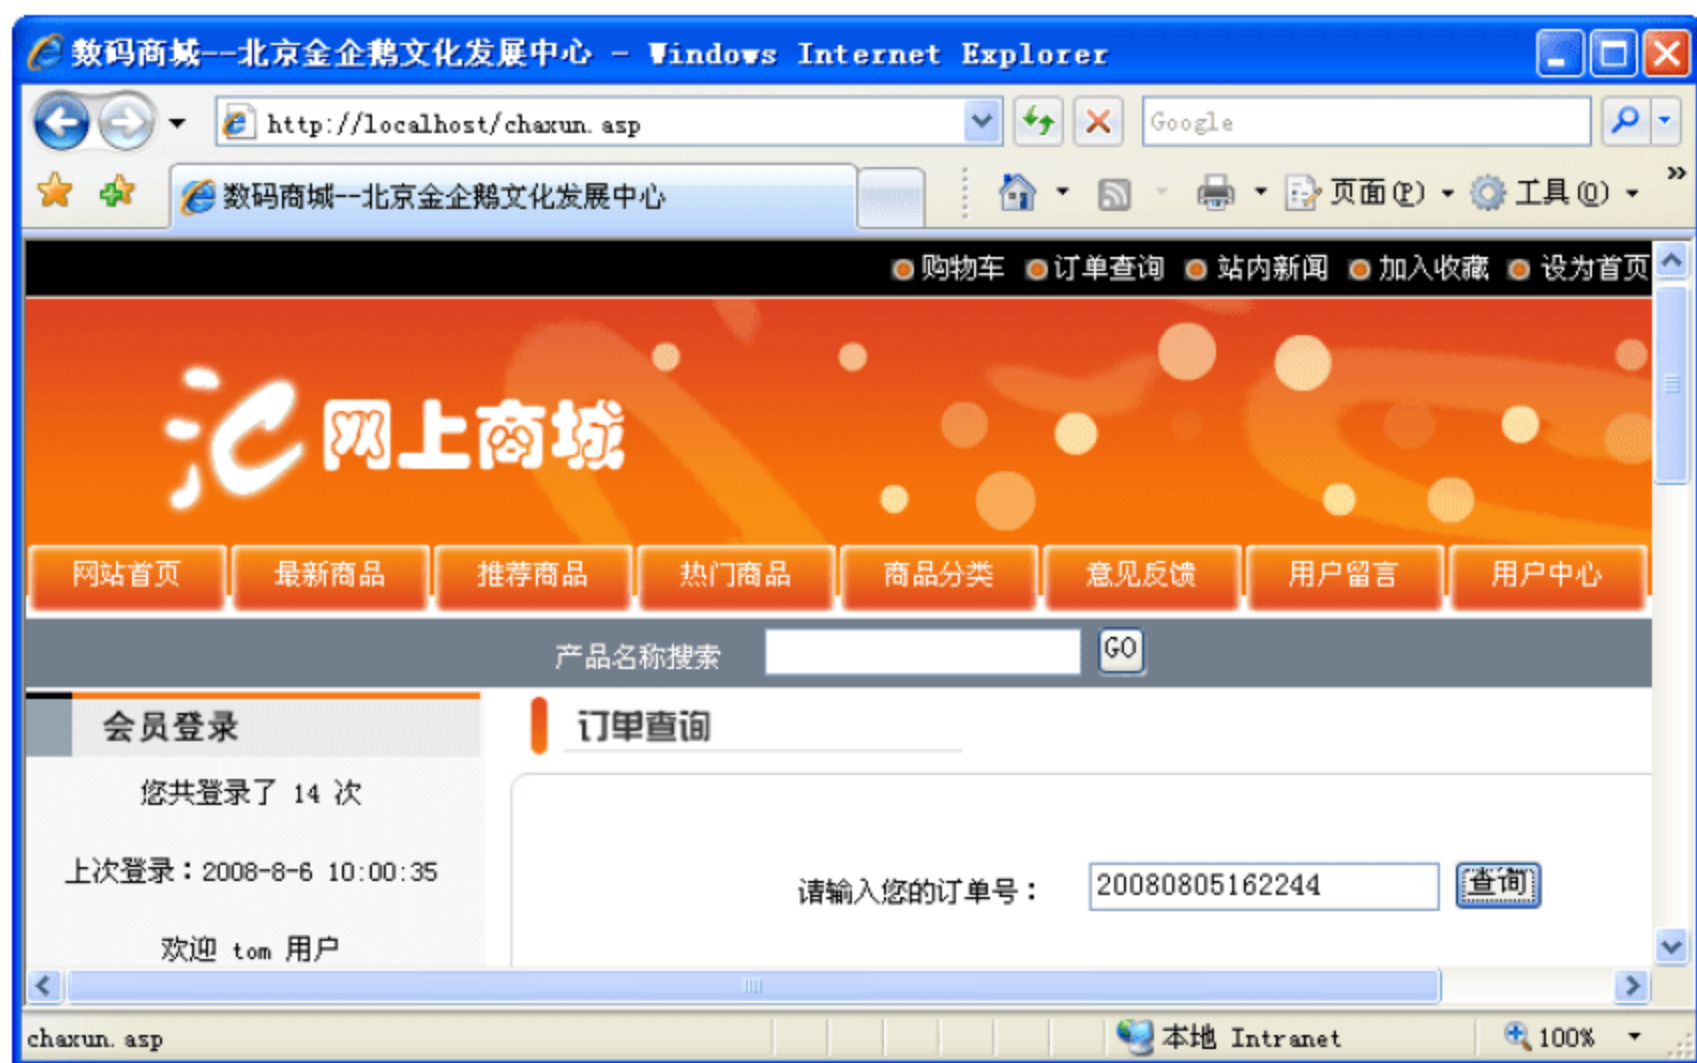 数码商城--北京金企鹅文化发展中心 - Windows Internet Explorer
http://localhost/chaxun.asp
Google
数码商城--北京金企鹅文化发展中心
页面(P) 工具(O) »
购物车 订单查询 站内新闻 加入收藏 设为首页
汇 网上商城
网站首页 最新商品 推荐商品 热门商品 商品分类 意见反馈 用户留言 用户中心
产品名称搜索 GO
会员登录
订单查询
您共登录了 14 次
上次登录：2008-8-6 10:00:35
请输入您的订单号： 20080805162244 查询
欢迎 tom 用户
chaxun.asp 本地 Intranet 100%